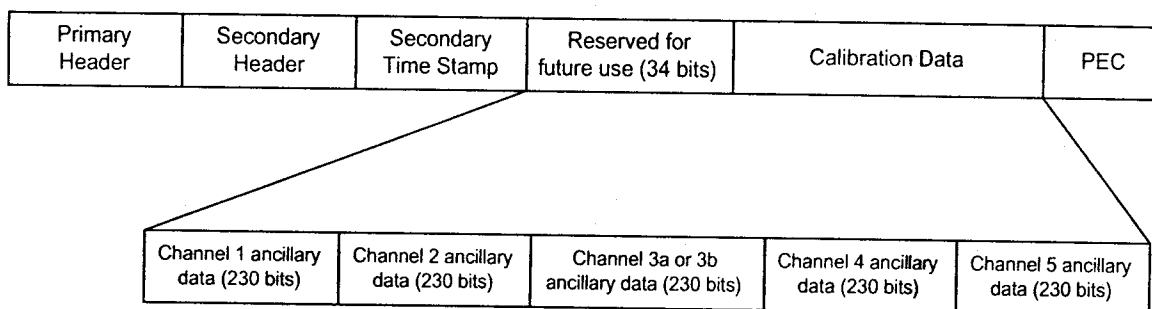 Primary
Header
Secondary
Header
Secondary
Time Stamp
Reserved for
future use (34 bits)
Calibration Data
PEC
Channel 1 ancillary
data (230 bits)
Channel 2 ancillary
data (230 bits)
Channel 3a or 3b
ancillary data (230 bits)
Channel 4 ancillary
data (230 bits)
Channel 5 ancillary
data (230 bits)